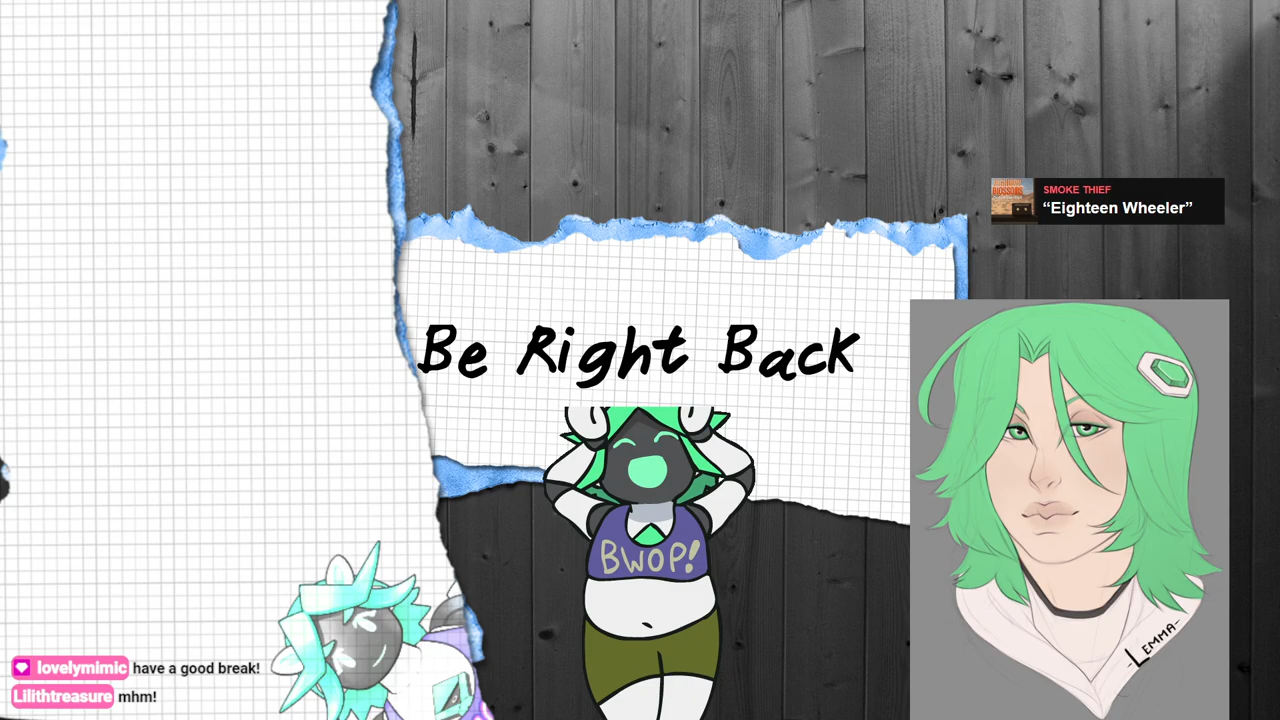 SMOKE THIEF
“Eighteen Wheeler”
Be Right Back
BWOP!
-LEMMA-
lovelymimic have a good break!
Lilithtreasure mhm!